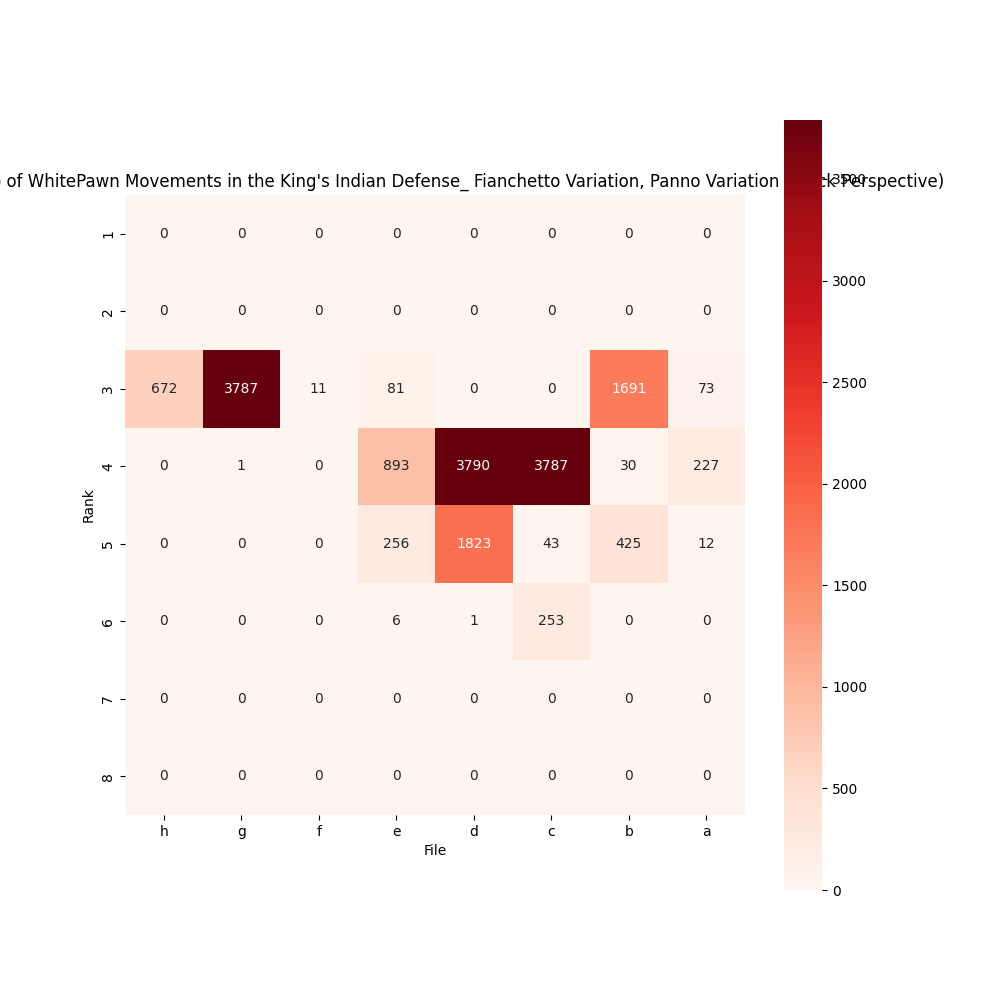 of WhitePawn Movements in the King's Indian Defense_ Fianchetto Variation, Panno Variation Perspective)
3500
1 0 0 0 0 0 0 0 0
3000
2 0 0 0 0 0 0 0 0
2500
3 672 3787 11 81 0 0 1691 73
Rank
4 0 1 0 893 3790 3787 30 227
2000
5 0 0 0 256 1823 43 425 12
1500
6 0 0 0 6 1 253 0 0
1000
7 0 0 0 0 0 0 0 0
8 0 0 0 0 0 0 0 0
500
h g f e d c b a
File
0